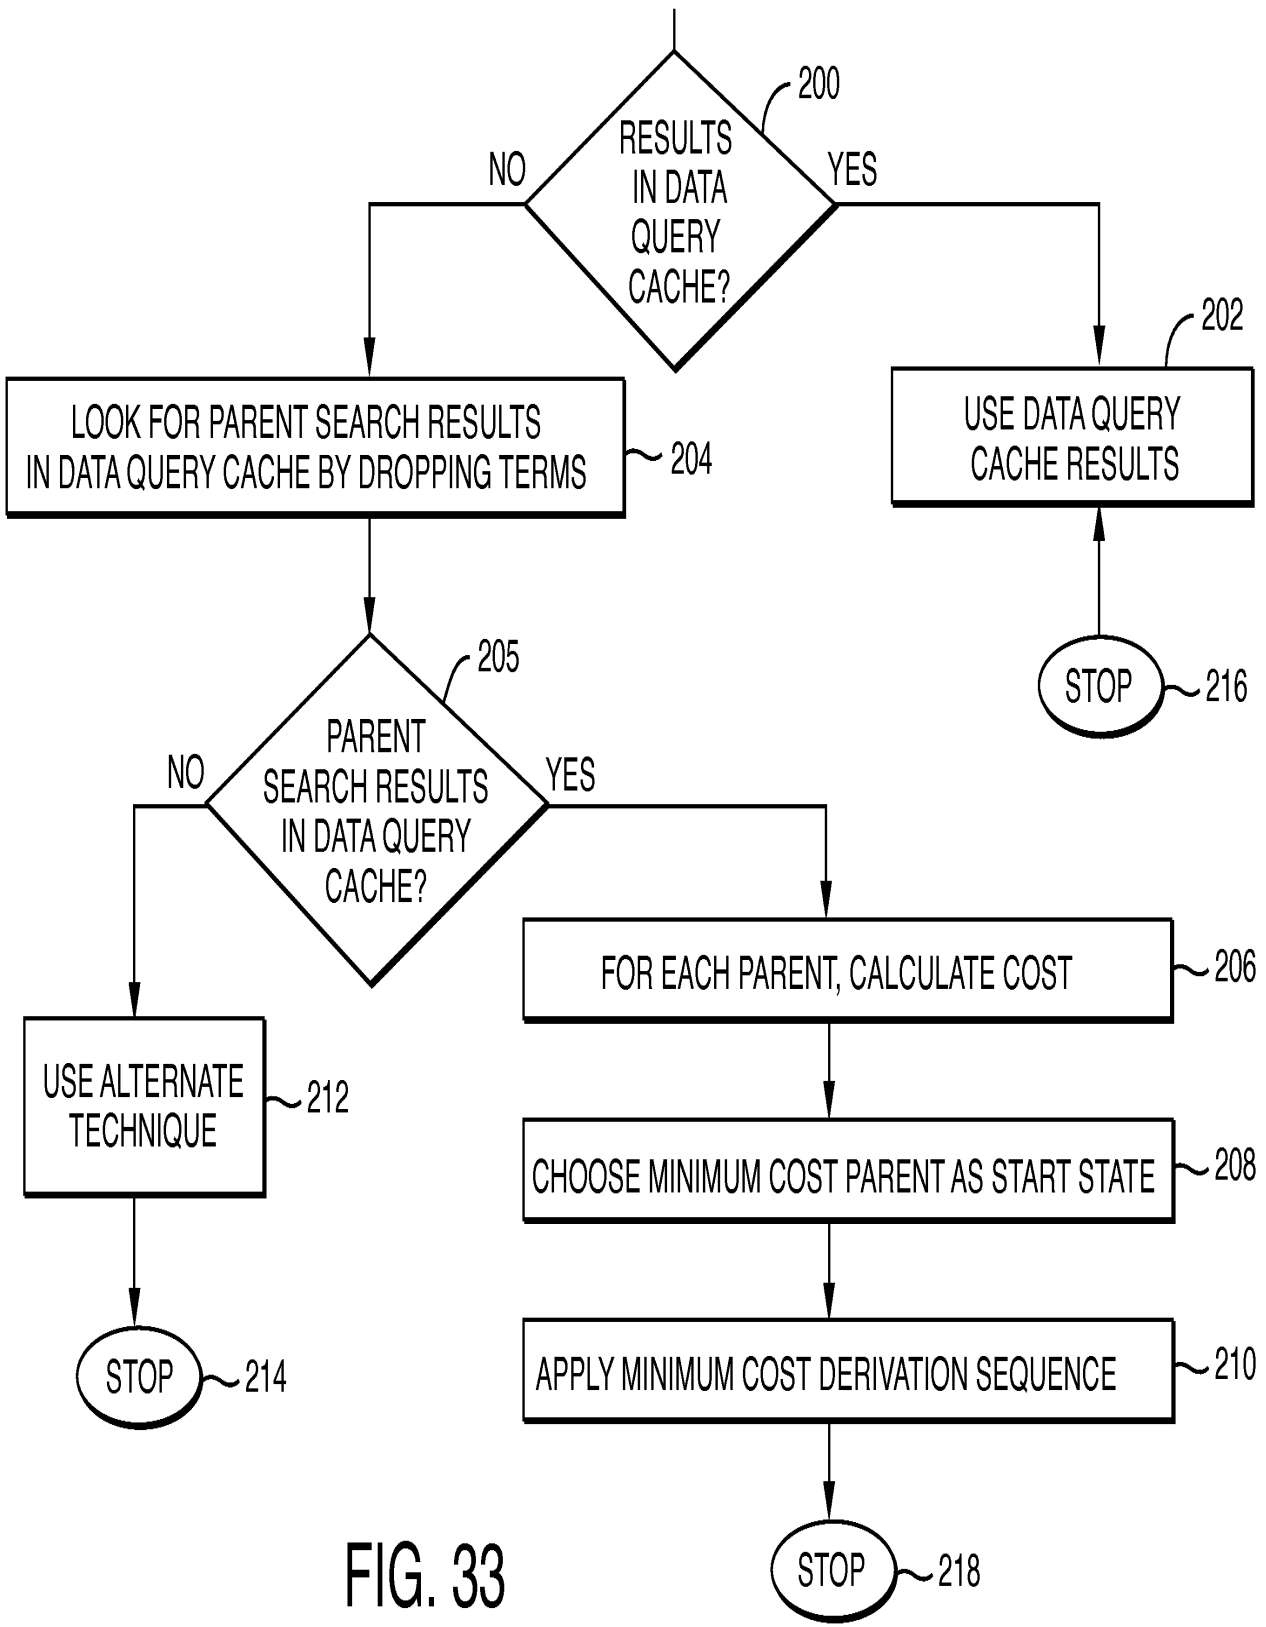 200
RESULTS
IN DATA
QUERY
CACHE?
NO
YES
202
USE DATA QUERY
CACHE RESULTS
LOOK FOR PARENT SEARCH RESULTS
IN DATA QUERY CACHE BY DROPPING TERMS
204
STOP
216
205
PARENT
SEARCH RESULTS
IN DATA QUERY
CACHE?
NO
YES
FOR EACH PARENT, CALCULATE COST
206
USE ALTERNATE
TECHNIQUE
212
CHOOSE MINIMUM COST PARENT AS START STATE
208
APPLY MINIMUM COST DERIVATION SEQUENCE
210
STOP
214
STOP
218
FIG. 33